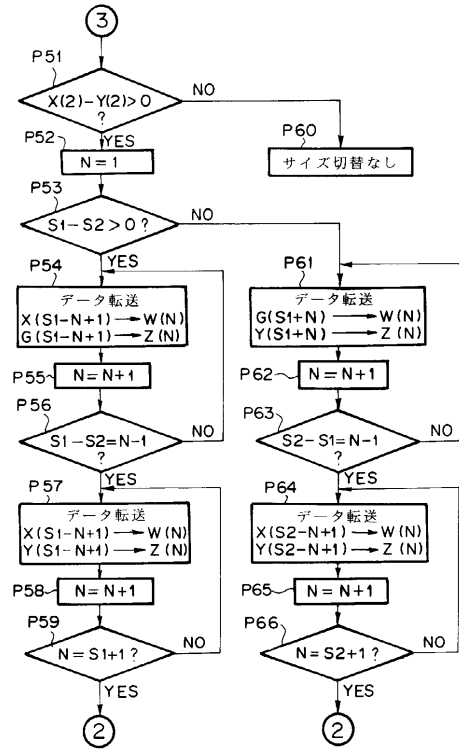 3
P51
X(2)-Y(2)>0
?
NO
YES
P52
N=1
P60
サイズ切替なし
P53
S1-S2>0?
NO
YES
P54
データ転送
X(S1-N+1)→W(N)
G(S1-N+1)→Z(N)
P55
N=N+1
P56
S1-S2=N-1
?
NO
YES
P57
データ転送
X(S1-N+1)→W(N)
Y(S1-N+1)→Z(N)
P58
N=N+1
P59
N=S1+1?
NO
YES
2
P61
データ転送
G(S1+N)→W(N)
Y(S1+N)→Z(N)
P62
N=N+1
P63
S2-S1=N-1
?
NO
YES
P64
データ転送
X(S2-N+1)→W(N)
Y(S2-N+1)→Z(N)
P65
N=N+1
P66
N=S2+1?
NO
YES
2